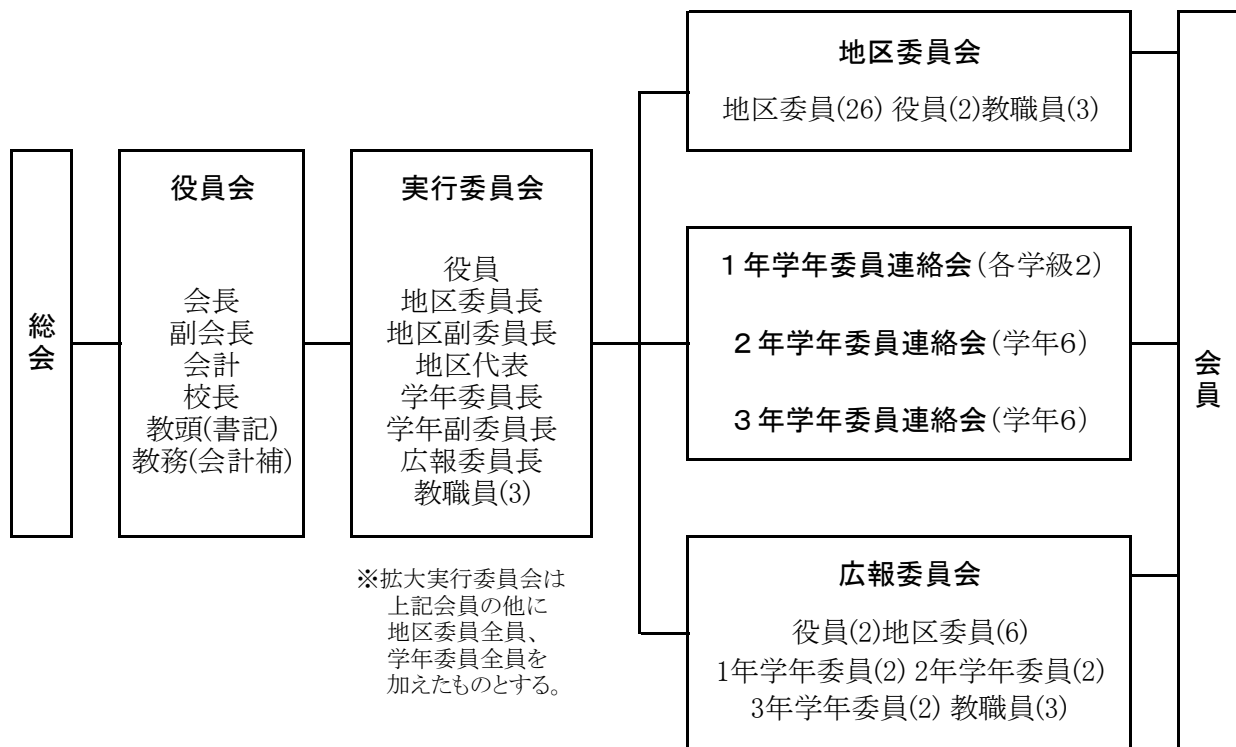 総会
役員会
会長
副会長
会計
校長
教頭(書記)
教務(会計補)
実行委員会
役員
地区委員長
地区副委員長
地区代表
学年委員長
学年副委員長
広報委員長
教職員(3)
※拡大実行委員会は
上記会員の他に
地区委員全員、
学年委員全員を
加えたものとする。
地区委員会
地区委員(26) 役員(2)教職員(3)
１年学年委員連絡会(各学級2)
２年学年委員連絡会(学年6)
３年学年委員連絡会(学年6)
広報委員会
役員(2)地区委員(6)
1年学年委員(2) 2年学年委員(2)
3年学年委員(2) 教職員(3)
会員